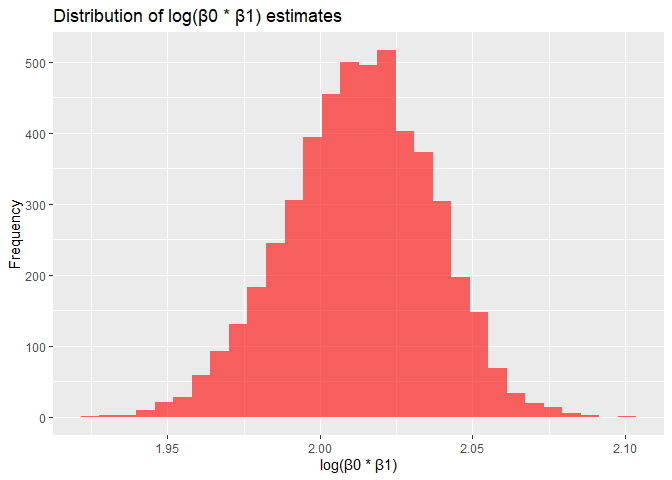 Distribution of log(β0 * β1) estimates
500
400
300
200
100
0
Frequency
1.95 2.00 2.05 2.10
log(β0 * β1)